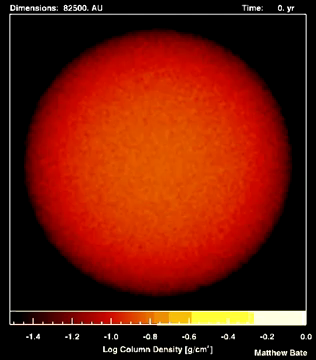 Dimensions: 82500. AU
Time: 0. yr
-1.4 -1.2 -1.0 -0.8 -0.6 -0.4 -0.2 0.0
Log Column Density [g/cm²]
Matthew Bate